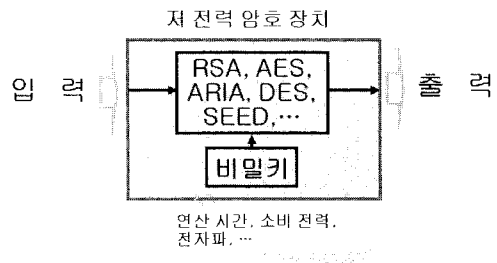 저 전력 암호 장치
입 력
RSA, AES,
ARIA, DES,
SEED,…
출 력
비밀키
연산 시간, 소비 전력,
전자파, …